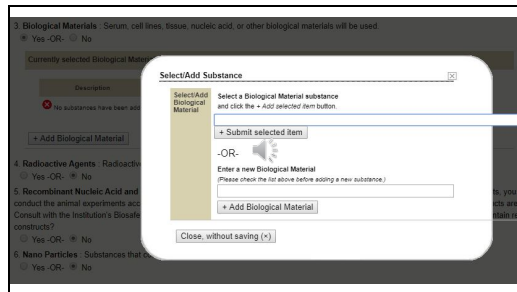 3. Biological Materials : Serum, cell lines, tissue, nucleic acid, or other biological materials will be used.
Yes -OR- No
Currently selected Biological Mater
Description
No substances have been add
+ Add Biological Material
Select/Add Substance
Select/Add Biological Material
Select a Biological Material substance
and click the + Add selected item button.
+ Submit selected item
-OR-
Enter a new Biological Material
(Please check the list above before adding a new substance.)
+ Add Biological Material
Close, without saving (×)
4. Radioactive Agents : Radioactiv
Yes -OR- No
5. Recombinant Nucleic Acid and
ts, you
conduct the animal experiments acc
cts are
Consult with the Institution's Biosafe
ntain re
constructs?
Yes -OR- No
6. Nano Particles : Substances that co
Yes -OR- No